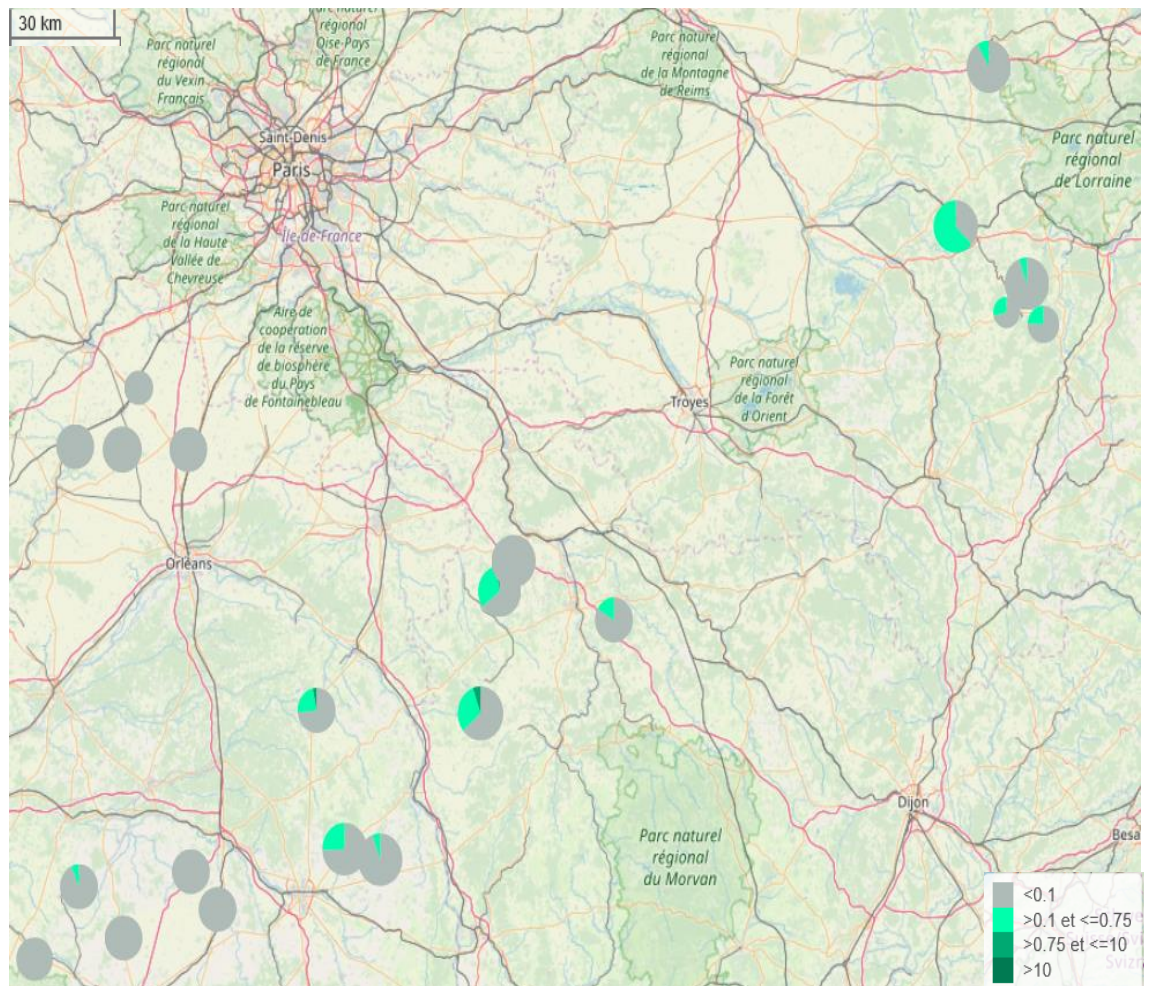 30 km
Parc naturel
régional
Oise-Pays
de France
Parc naturel
régional
du Vexin
Français
Parc naturel
régional
de la Montagne
de Reims
Saint-Denis
Paris
Parc naturel
régional
de Lorraine
Parc naturel
régional
de la Haute
Vallée de
Chevreuse
Île-de-France
Aire de
coopération
de la réserve
de biosphère
du Pays
de Fontainebleau
Parc naturel
régional
de la Forêt
d'Orient
Troyes
Orléans
Dijon
Parc naturel
régional
du Morvan
Besa
<0.1
>0.1 et <=0.75
>0.75 et <=10
>10